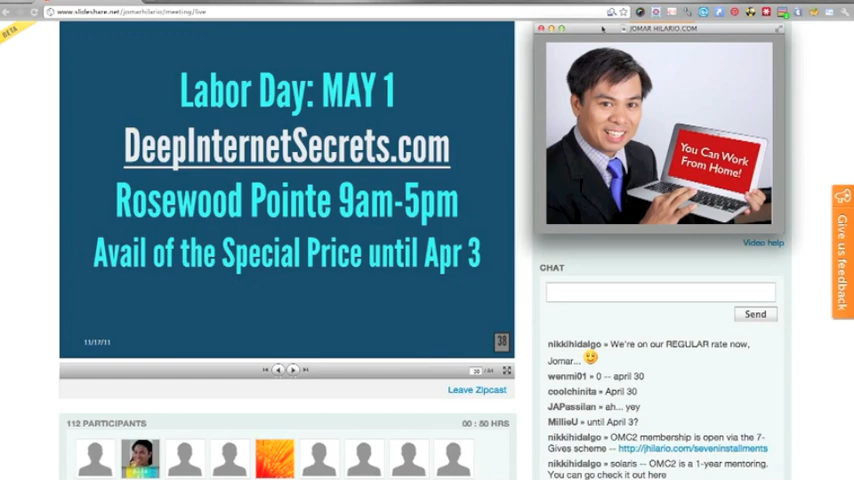 www.slideshare.net/jomarhilario/meeting/live
BETA
Labor Day: MAY 1
DeepInternetSecrets.com
Rosewood Pointe 9am-5pm
Avail of the Special Price until Apr 3
11/17/11
38
Leave Zipcast
112 PARTICIPANTS
00 : 50 HRS
JOMAR HILARIO.COM
You Can Work
From Home!
Video help
CHAT
Send
nikkihidalgo » We're on our REGULAR rate now,
Jomar...
wenmi01 » 0 -- april 30
coolchinita » April 30
JAPassilan » ah... yey
MillieU » until April 3?
nikkihidalgo » OMC2 membership is open via the 7-
Gives scheme -- http://jhilario.com/seveninstallments
nikkihidalgo » solaris -- OMC2 is a 1-year mentoring.
You can go check it out here
Give us feedback